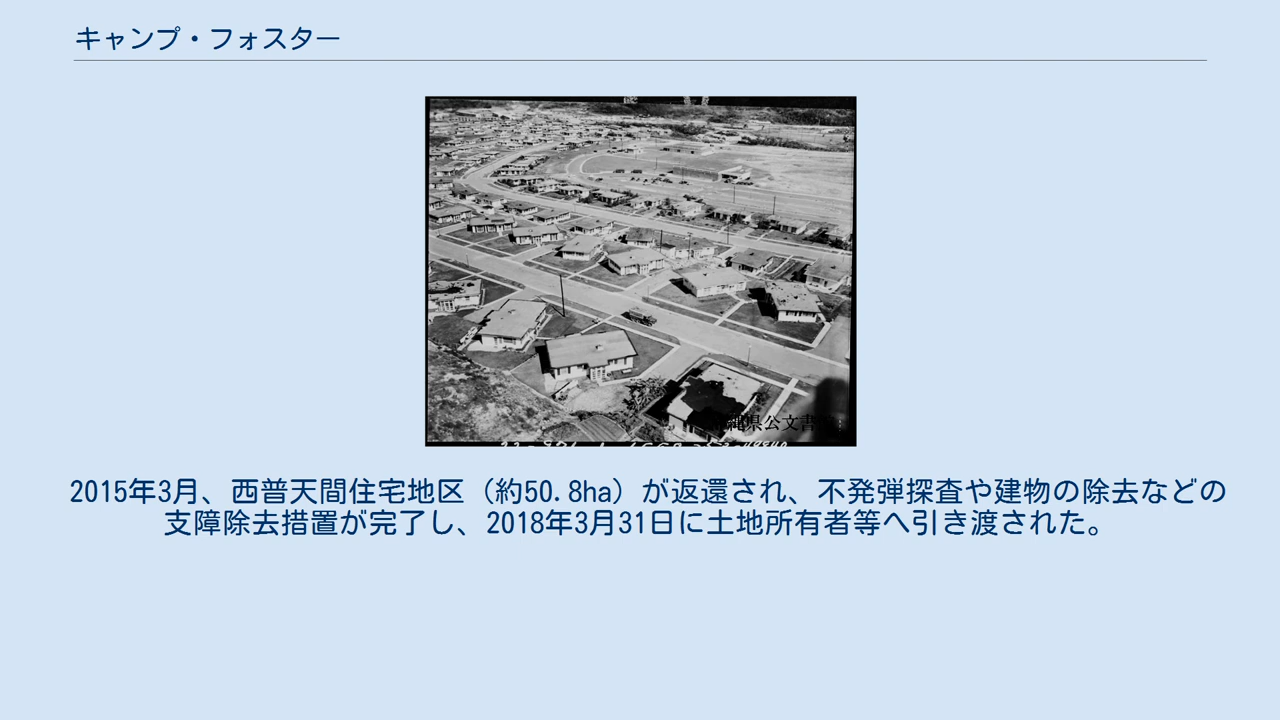 キャンプ・フォスター
縄県公文書
2015年3月、西普天間住宅地区（約50.8ha）が返還され、不発弾探査や建物の除去などの
支障除去措置が完了し、2018年3月31日に土地所有者等へ引き渡された。